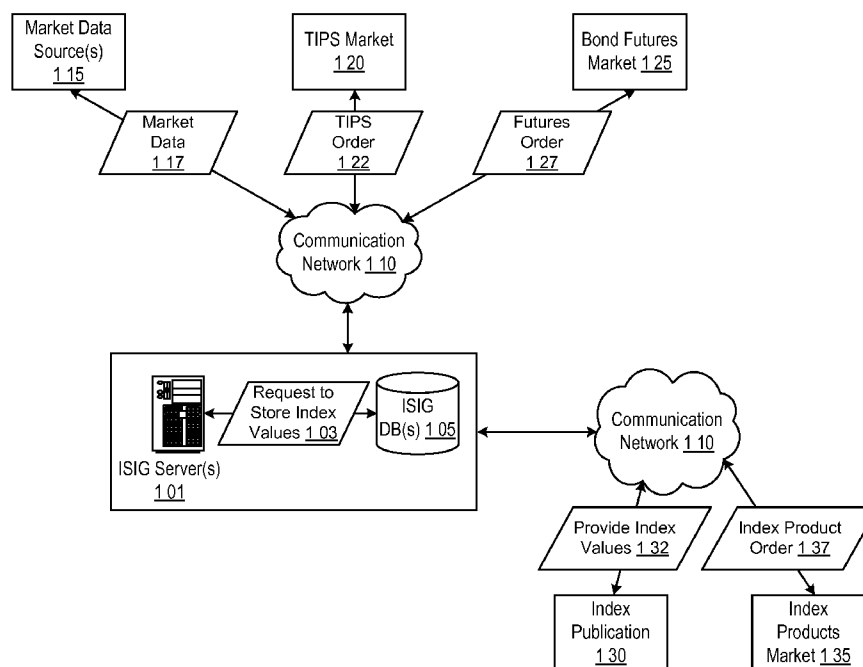 Market Data
Source(s)
1 15
TIPS Market
1 20
Bond Futures
Market 1 25
Market
Data
1 17
TIPS
Order
1 22
Futures
Order
1 27
Communication
Network 1 10
Request to
Store Index
Values 1 03
ISIG
DB(s) 1 05
ISIG Server(s)
1 01
Communication
Network 1 10
Provide Index
Values 1 32
Index Product
Order 1 37
Index
Publication
1 30
Index
Products
Market 1 35